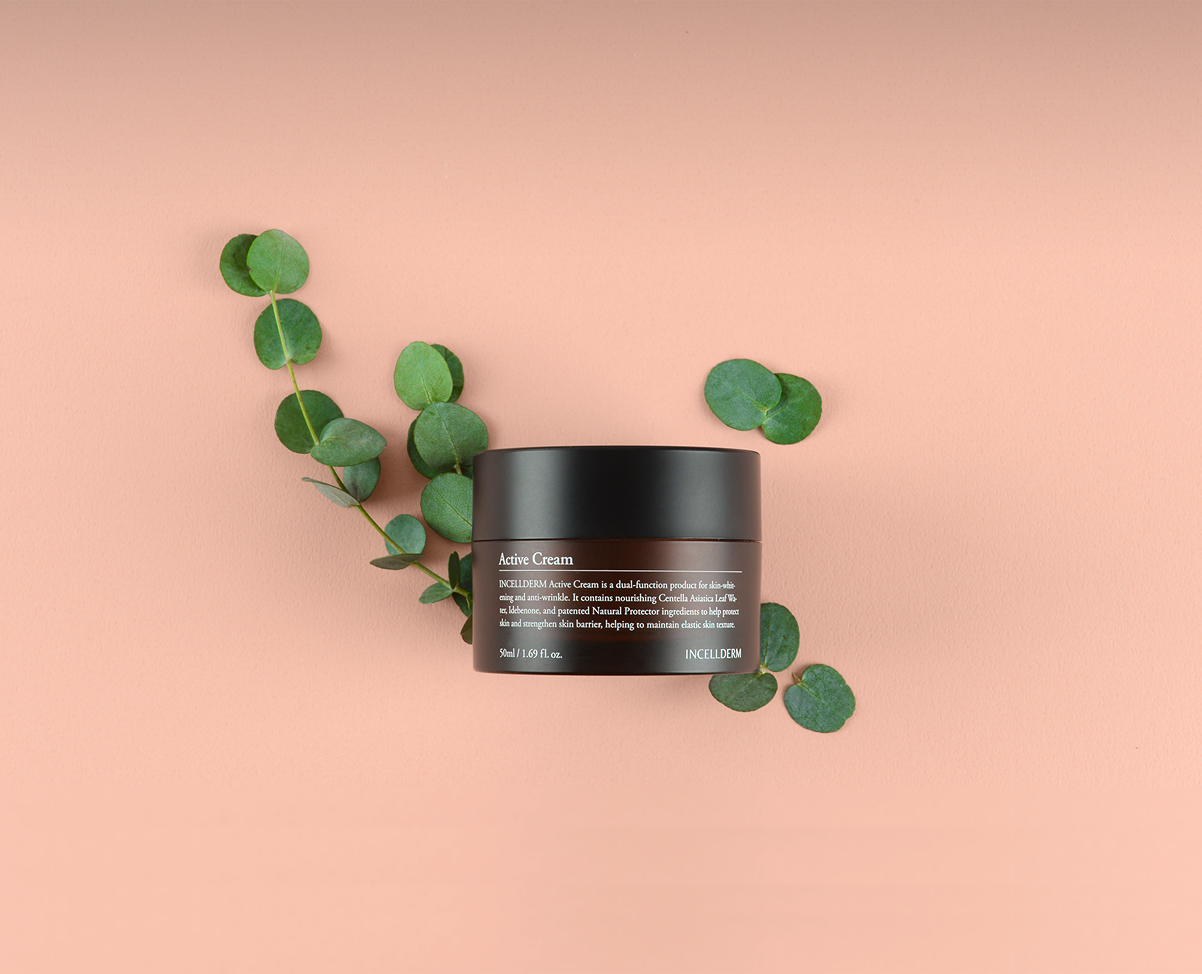 Active Cream
INCELLDERM Active Cream is a dual-function product for skin-whit-
ening and anti-wrinkle. It contains nourishing Centella Asiatica Leaf Wa-
ter, Idebenone, and patented Natural Protector ingredients to help protect
skin and strengthen skin barrier, helping to maintain elastic skin texture.
50ml / 1.69 fl. oz. INCELLDERM